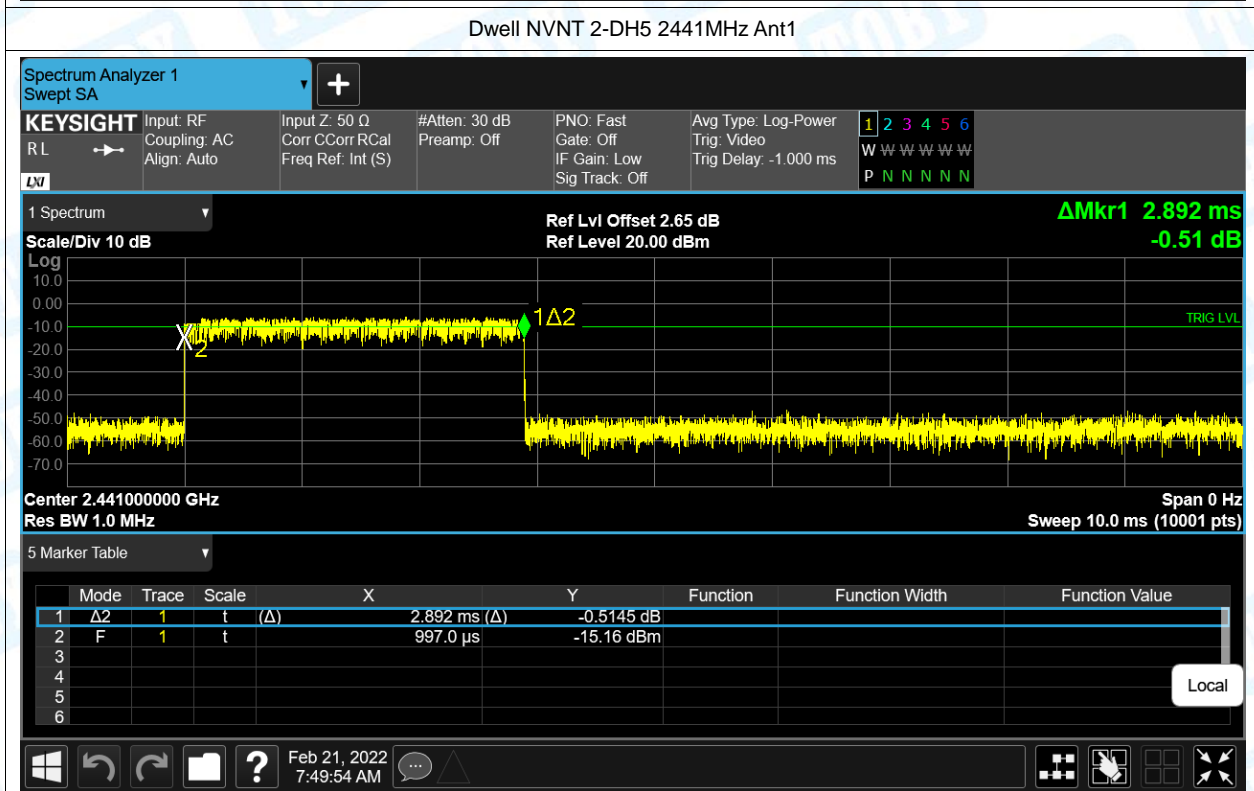 Dwell NVNT 2-DH5 2441MHz Ant1
Spectrum Analyzer 1
Swept SA
+
KEYSIGHT
RL
LXI
Input: RF
Coupling: AC
Align: Auto
Input Z: 50 Ω
Corr CCorr RCal
Freq Ref: Int (S)
#Atten: 30 dB
Preamp: Off
PNO: Fast
Gate: Off
IF Gain: Low
Sig Track: Off
Avg Type: Log-Power
Trig: Video
Trig Delay: -1.000 ms
1 2 3 4 5 6
W W W W W W
P N N N N N
1 Spectrum
Scale/Div 10 dB
Ref Lvl Offset 2.65 dB
Ref Level 20.00 dBm
ΔMkr1 2.892 ms
-0.51 dB
Log
10.0
0.00
-10.0
-20.0
-30.0
-40.0
-50.0
-60.0
-70.0
2
1Δ2
TRIG LVL
Center 2.441000000 GHz
Res BW 1.0 MHz
Span 0 Hz
Sweep 10.0 ms (10001 pts)
5 Marker Table
Mode Trace Scale X Y Function Function Width Function Value
1 Δ2 1 t (Δ) 2.892 ms (Δ) -0.5145 dB
2 F 1 t 997.0 µs -15.16 dBm
3
4
5
6
Local
?
Feb 21, 2022
7:49:54 AM